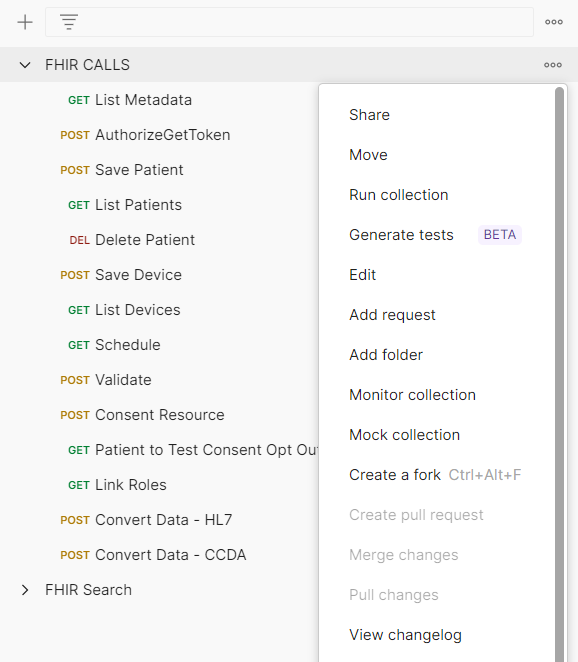 FHIR CALLS
GET List Metadata
POST AuthorizeGetToken
POST Save Patient
GET List Patients
DEL Delete Patient
POST Save Device
GET List Devices
GET Schedule
POST Validate
POST Consent Resource
GET Patient to Test Consent Opt Ou
GET Link Roles
POST Convert Data - HL7
POST Convert Data - CCDA
FHIR Search
Share
Move
Run collection
Generate tests BETA
Edit
Add request
Add folder
Monitor collection
Mock collection
Create a fork Ctrl+Alt+F
Create pull request
Merge changes
Pull changes
View changelog